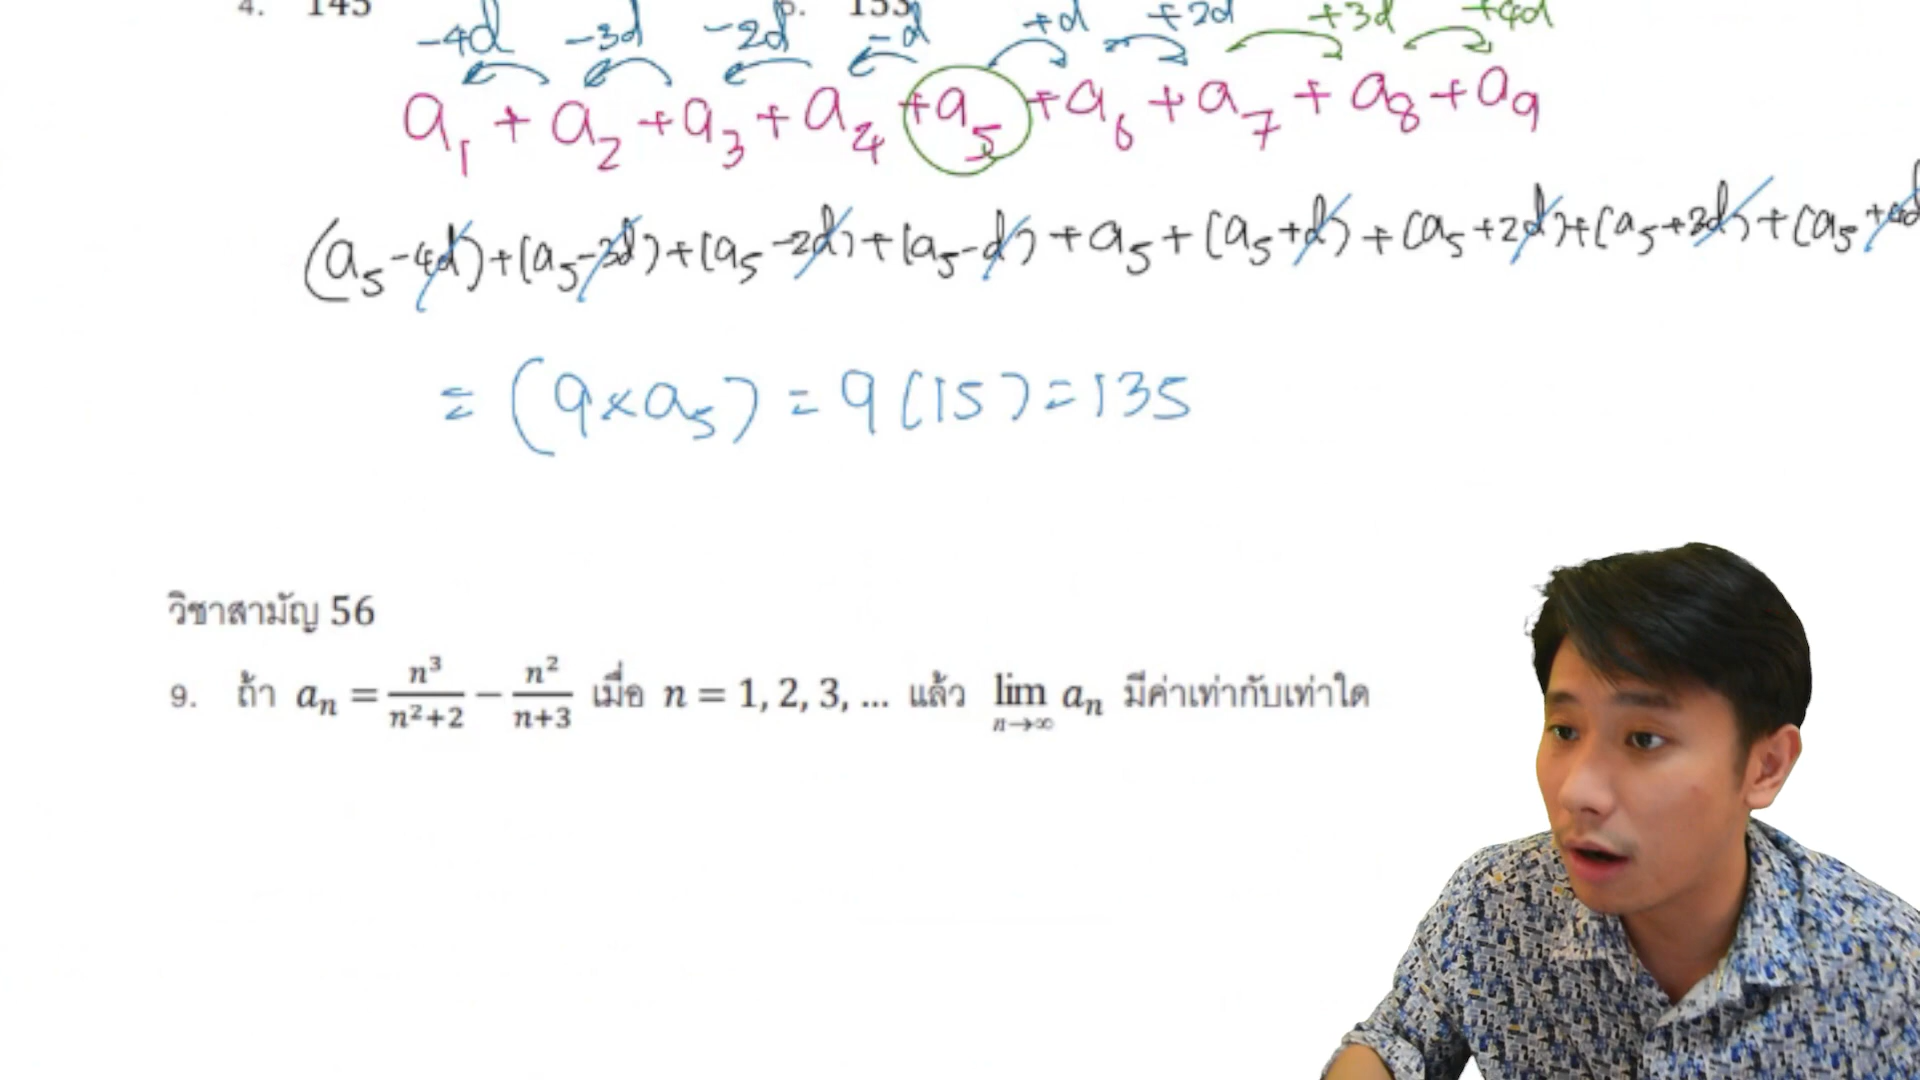 4. 145 5. 153
-4d -3d -2d -d +d +2d +3d +4d
a₁ + a₂ + a₃ + a₄ + a₅ + a₆ + a₇ + a₈ + a₉
(a₅-4d)+(a₅-3d)+(a₅-2d)+(a₅-d)+a₅+(a₅+d)+(a₅+2d)+(a₅+3d)+(a₅+4d
= (9×a₅) = 9(15) = 135
วิชาสามัญ 56
9. ถ้า aₙ = n³/(n²+2) − n²/(n+3) เมื่อ n = 1, 2, 3, ... แล้ว lim n→∞ aₙ มีค่าเท่ากับเท่าใด